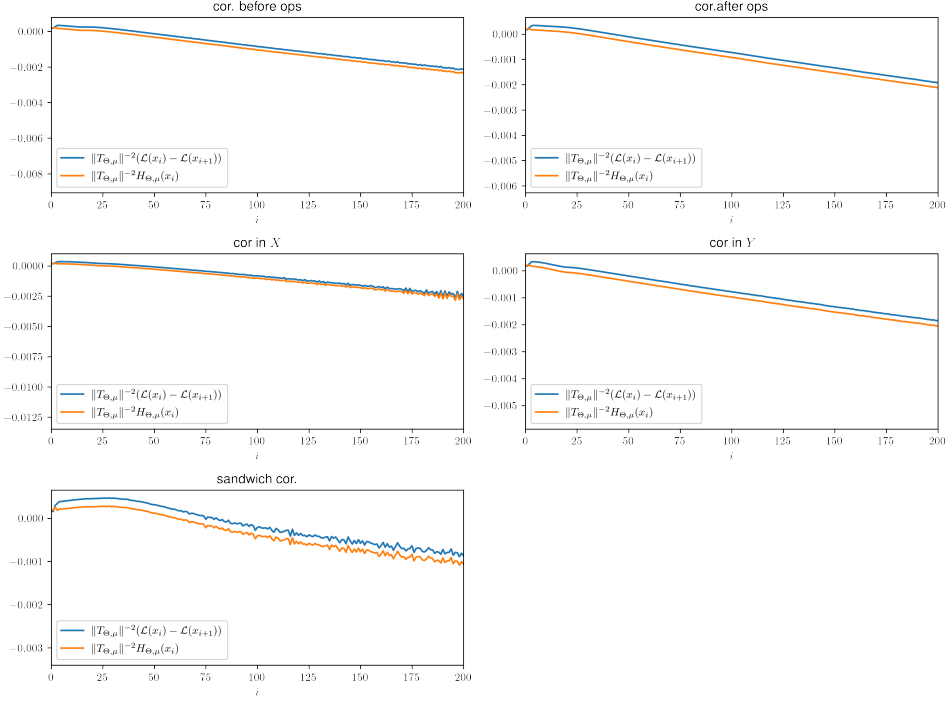 cor. before ops
0.000
−0.002
−0.004
−0.006
−0.008
∥T_{Θ,μ}∥^{−2}(ℒ(x_i) − ℒ(x_{i+1}))
∥T_{Θ,μ}∥^{−2}H_{Θ,μ}(x_i)
0 25 50 75 100 125 150 175 200
i
cor.after ops
0.000
−0.001
−0.002
−0.003
−0.004
−0.005
−0.006
∥T_{Θ,μ}∥^{−2}(ℒ(x_i) − ℒ(x_{i+1}))
∥T_{Θ,μ}∥^{−2}H_{Θ,μ}(x_i)
0 25 50 75 100 125 150 175 200
i
cor in X
0.0000
−0.0025
−0.0050
−0.0075
−0.0100
−0.0125
∥T_{Θ,μ}∥^{−2}(ℒ(x_i) − ℒ(x_{i+1}))
∥T_{Θ,μ}∥^{−2}H_{Θ,μ}(x_i)
0 25 50 75 100 125 150 175 200
i
cor in Y
0.000
−0.001
−0.002
−0.003
−0.004
−0.005
∥T_{Θ,μ}∥^{−2}(ℒ(x_i) − ℒ(x_{i+1}))
∥T_{Θ,μ}∥^{−2}H_{Θ,μ}(x_i)
0 25 50 75 100 125 150 175 200
i
sandwich cor.
0.000
−0.001
−0.002
−0.003
∥T_{Θ,μ}∥^{−2}(ℒ(x_i) − ℒ(x_{i+1}))
∥T_{Θ,μ}∥^{−2}H_{Θ,μ}(x_i)
0 25 50 75 100 125 150 175 200
i